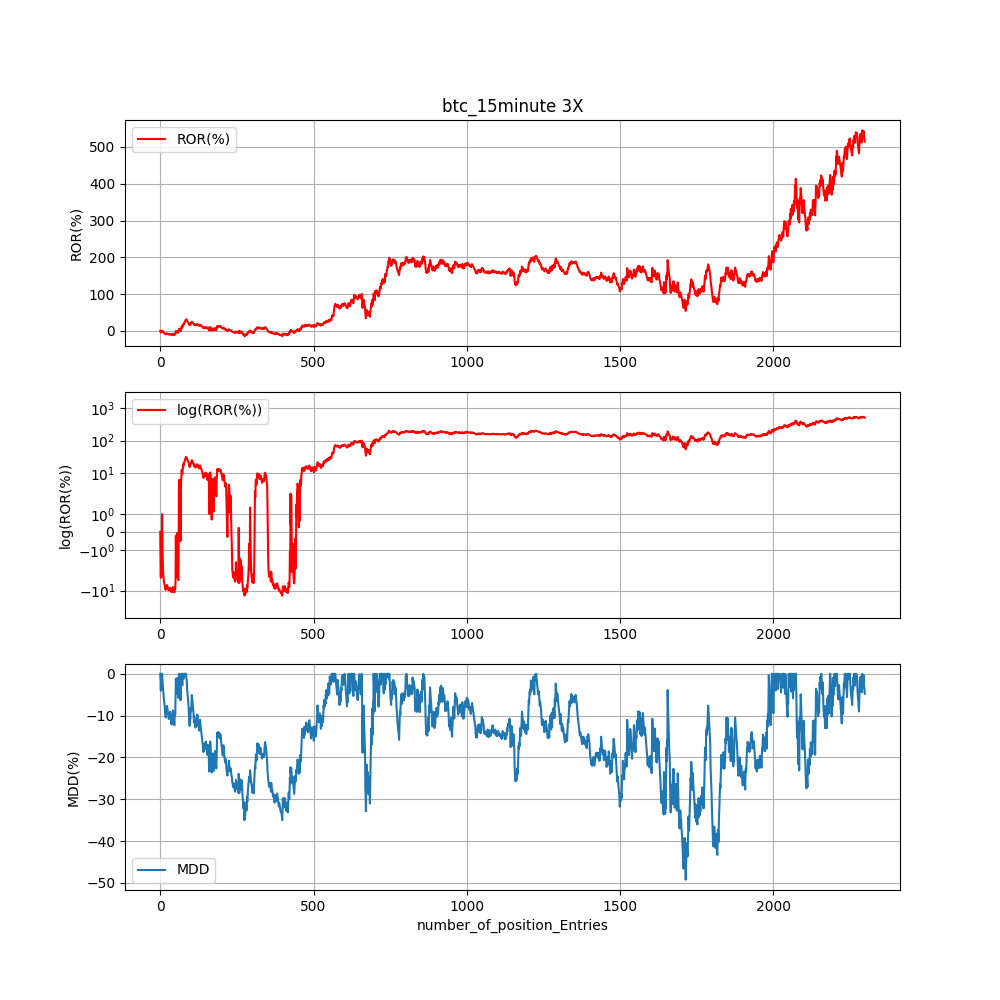 btc_15minute 3X
ROR(%)
ROR(%)
500
400
300
200
100
0
0 500 1000 1500 2000
log(ROR(%))
log(ROR(%))
10³
10²
10¹
10⁰
0
−10⁰
−10¹
0 500 1000 1500 2000
MDD(%)
0
−10
−20
−30
−40
−50
MDD
0 500 1000 1500 2000
number_of_position_Entries